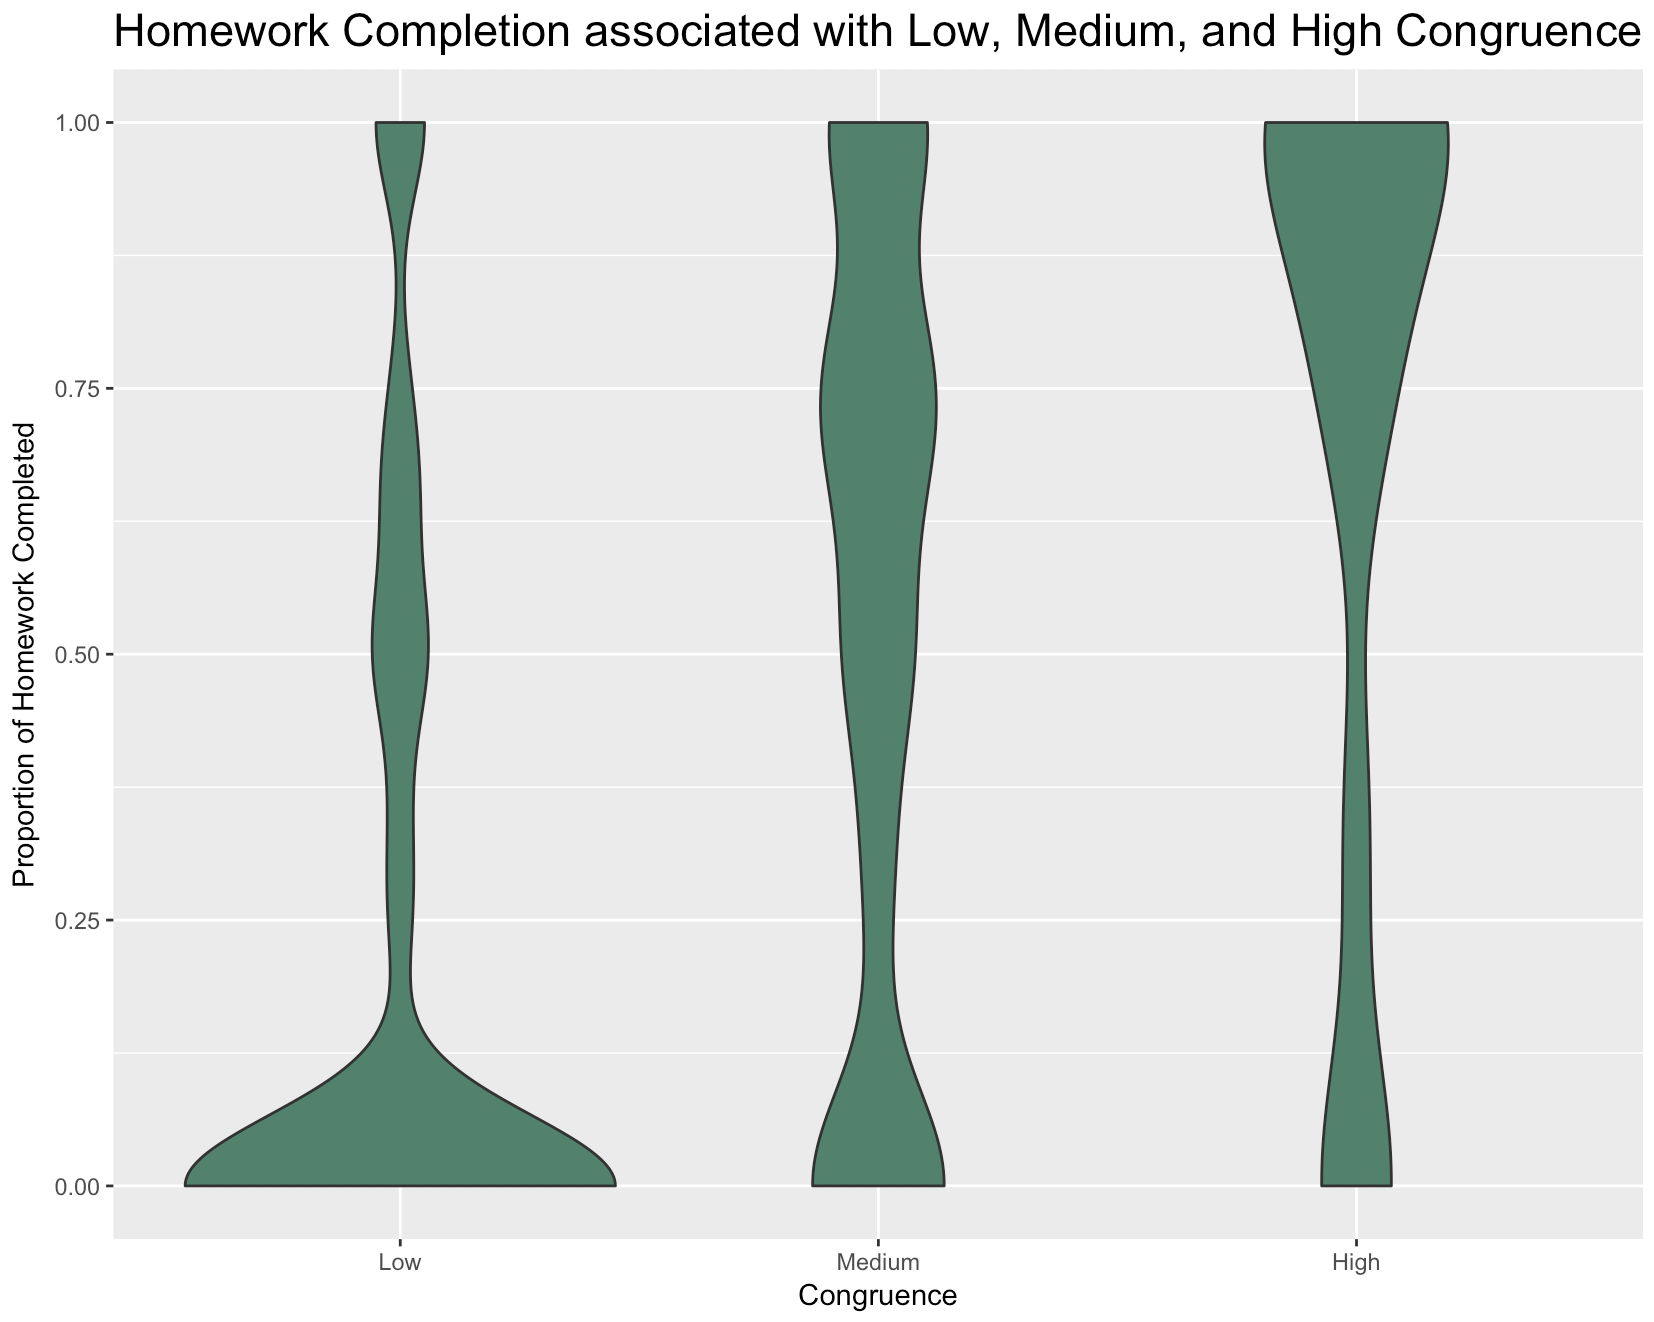 Homework Completion associated with Low, Medium, and High Congruence
1.00
0.75
0.50
0.25
0.00
Proportion of Homework Completed
Low
Medium
High
Congruence